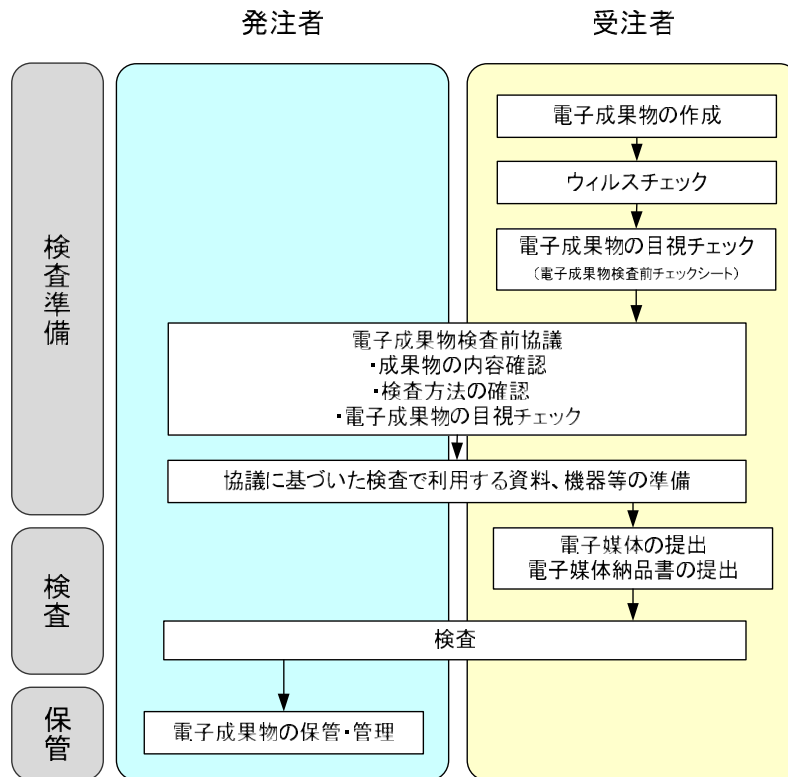 発注者
受注者
検査準備
電子成果物の作成
ウィルスチェック
電子成果物の目視チェック
（電子成果物検査前チェックシート）
電子成果物検査前協議
・成果物の内容確認
・検査方法の確認
・電子成果物の目視チェック
協議に基づいた検査で利用する資料、機器等の準備
検査
電子媒体の提出
電子媒体納品書の提出
検査
保管
電子成果物の保管・管理